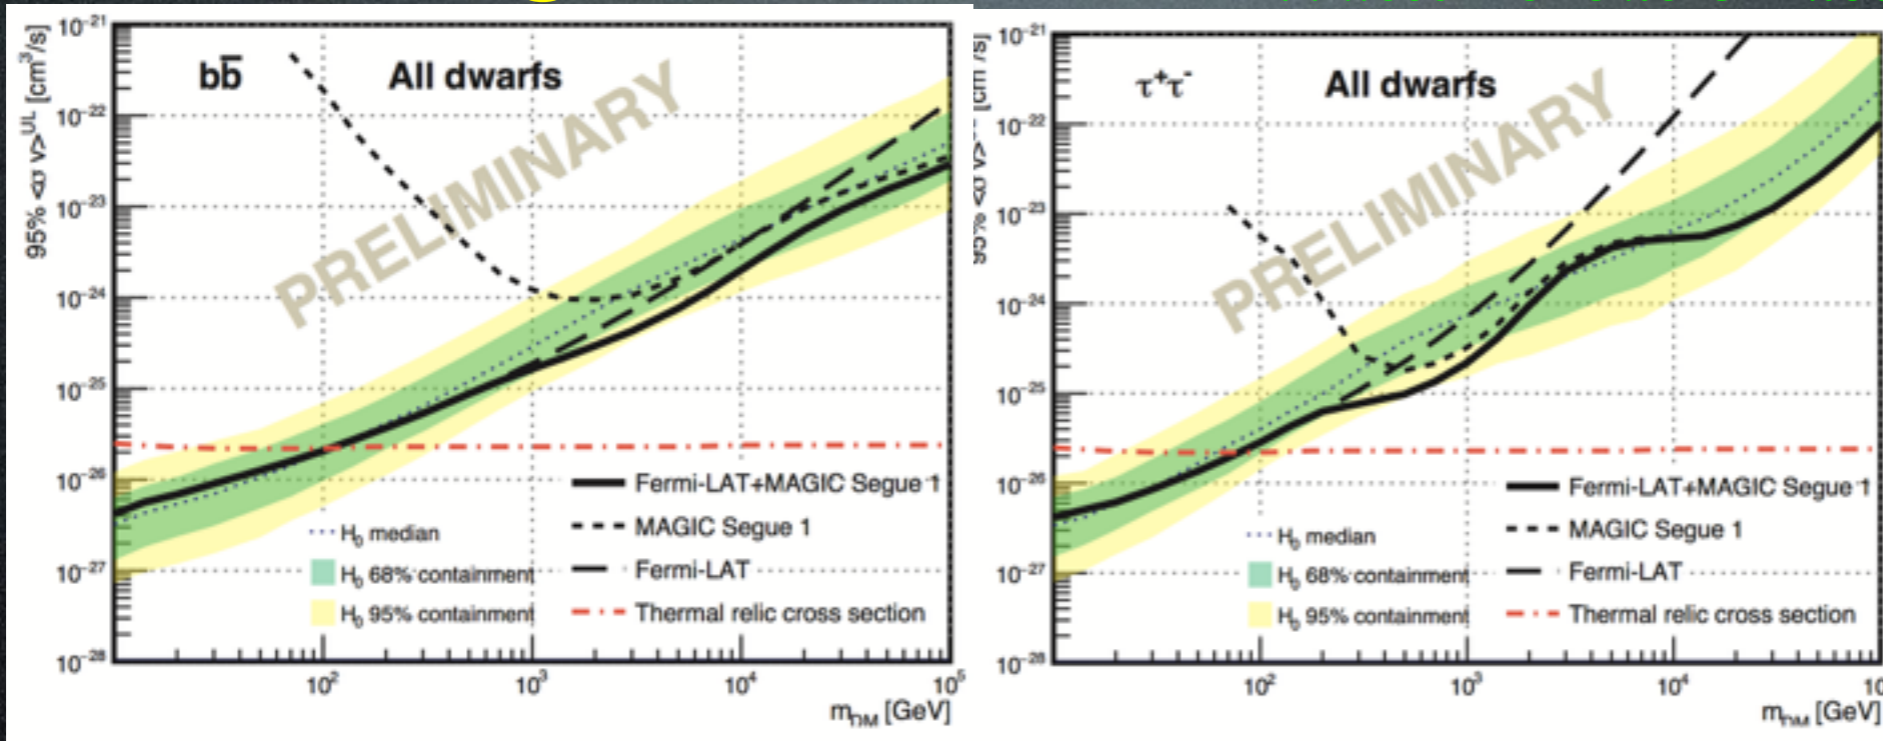 95% <σ v>^UL [cm³/s]
10⁻²¹
10⁻²²
10⁻²³
10⁻²⁴
10⁻²⁵
10⁻²⁶
10⁻²⁷
10⁻²⁸
bb̄
All dwarfs
PRELIMINARY
Fermi-LAT+MAGIC Segue 1
MAGIC Segue 1
Fermi-LAT
Thermal relic cross section
H₀ median
H₀ 68% containment
H₀ 95% containment
10²
10³
10⁴
10⁵
m_DM [GeV]
10⁻²¹
10⁻²²
10⁻²³
10⁻²⁴
10⁻²⁵
10⁻²⁶
10⁻²⁷
10⁻²⁸
τ⁺τ⁻
All dwarfs
PRELIMINARY
Fermi-LAT+MAGIC Segue 1
MAGIC Segue 1
Fermi-LAT
Thermal relic cross section
H₀ median
H₀ 68% containment
H₀ 95% containment
10²
10³
10⁴
10
m_DM [GeV]